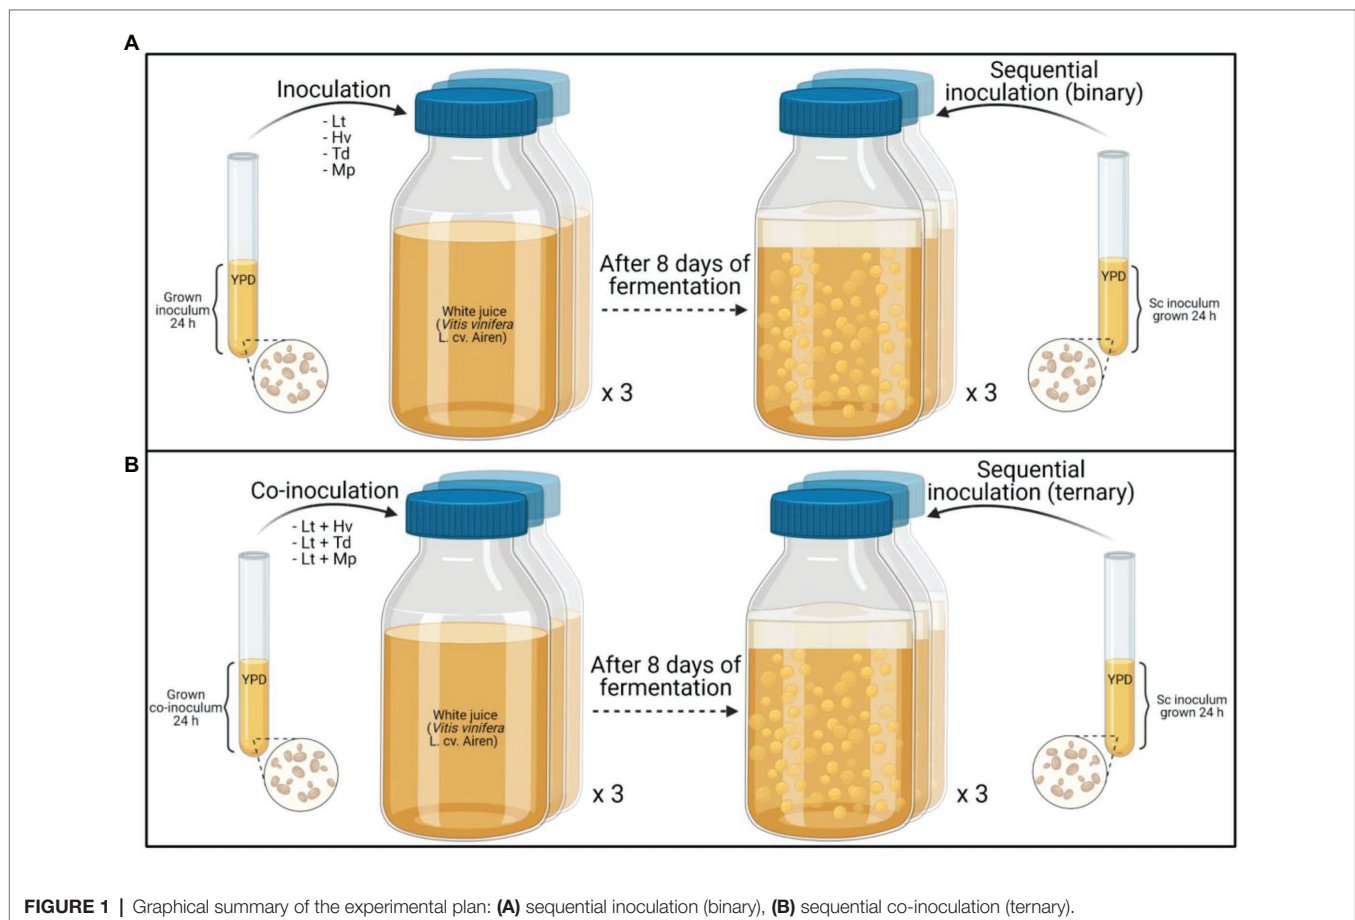 A
Inoculation
- Lt
- Hv
- Td
- Mp
Sequential
inoculation (binary)
YPD
Grown
inoculum
24 h
White juice
(Vitis vinifera
L. cv. Airen)
x 3
After 8 days of
fermentation
x 3
YPD
Sc inoculum
grown 24 h
B
Co-inoculation
- Lt + Hv
- Lt + Td
- Lt + Mp
Sequential
inoculation (ternary)
YPD
Grown
co-inoculum
24 h
White juice
(Vitis vinifera
L. cv. Airen)
x 3
After 8 days of
fermentation
x 3
YPD
Sc inoculum
grown 24 h
FIGURE 1 | Graphical summary of the experimental plan: (A) sequential inoculation (binary), (B) sequential co-inoculation (ternary).